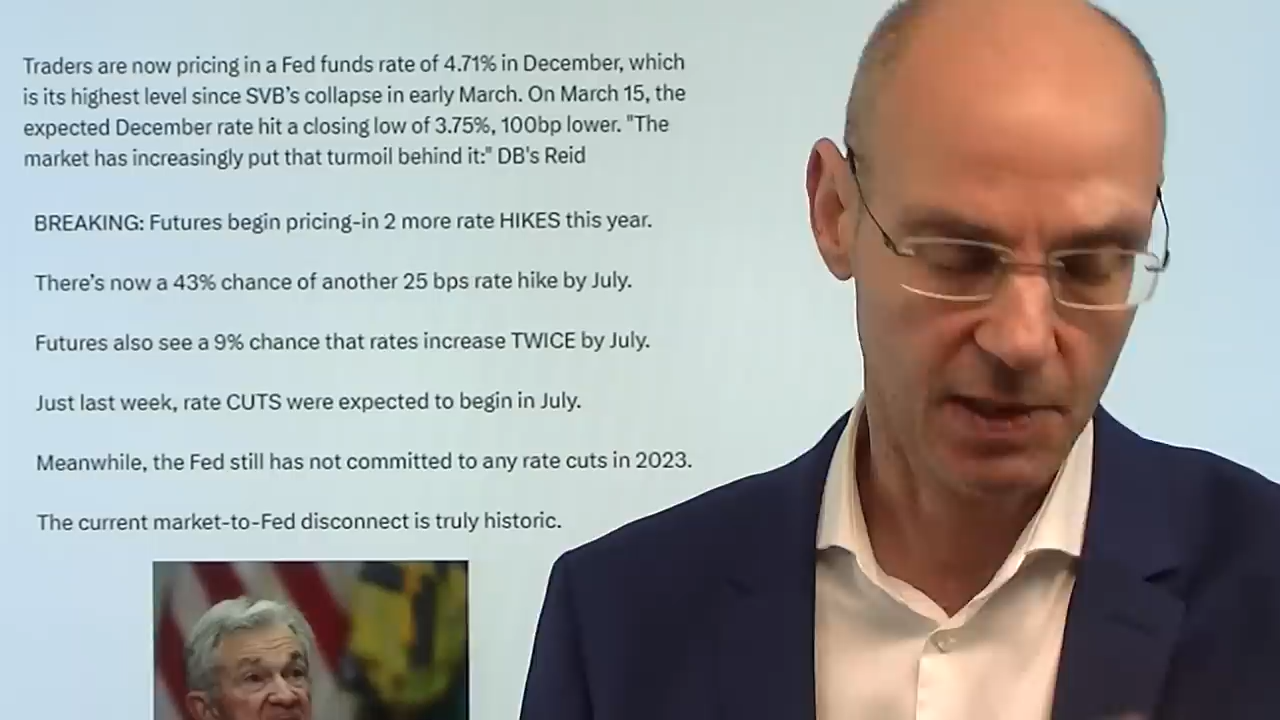 Traders are now pricing in a Fed funds rate of 4.71% in December, which
is its highest level since SVB's collapse in early March. On March 15, the
expected December rate hit a closing low of 3.75%, 100bp lower. "The
market has increasingly put that turmoil behind it:" DB's Reid
BREAKING: Futures begin pricing-in 2 more rate HIKES this year.
There's now a 43% chance of another 25 bps rate hike by July.
Futures also see a 9% chance that rates increase TWICE by July.
Just last week, rate CUTS were expected to begin in July.
Meanwhile, the Fed still has not committed to any rate cuts in 2023.
The current market-to-Fed disconnect is truly historic.